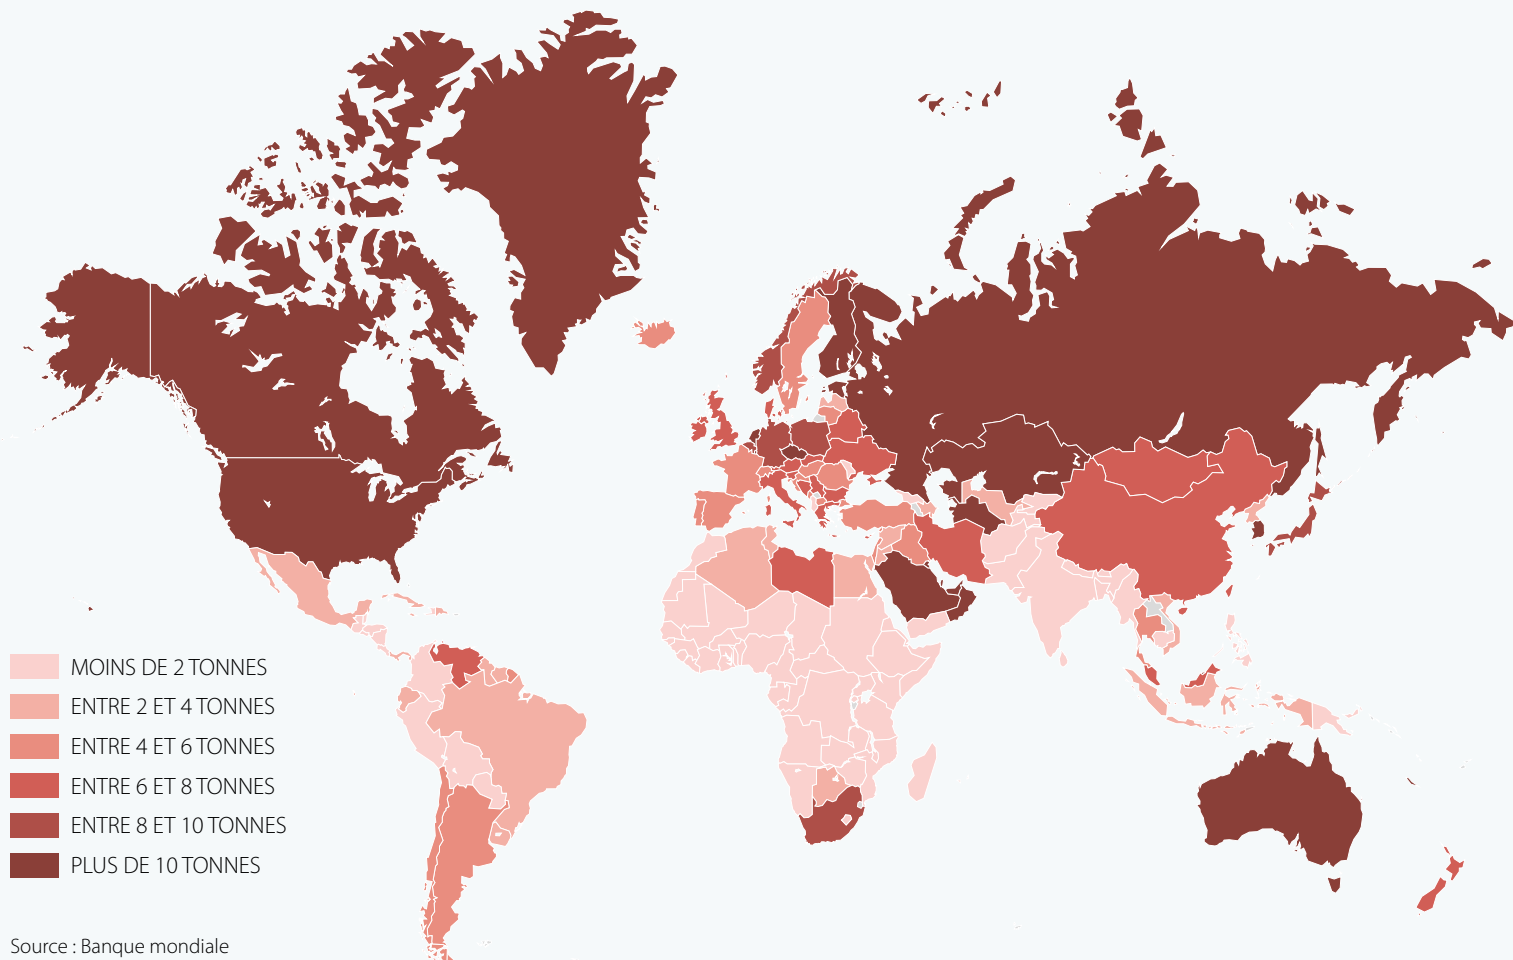 MOINS DE 2 TONNES
ENTRE 2 ET 4 TONNES
ENTRE 4 ET 6 TONNES
ENTRE 6 ET 8 TONNES
ENTRE 8 ET 10 TONNES
PLUS DE 10 TONNES
Source : Banque mondiale